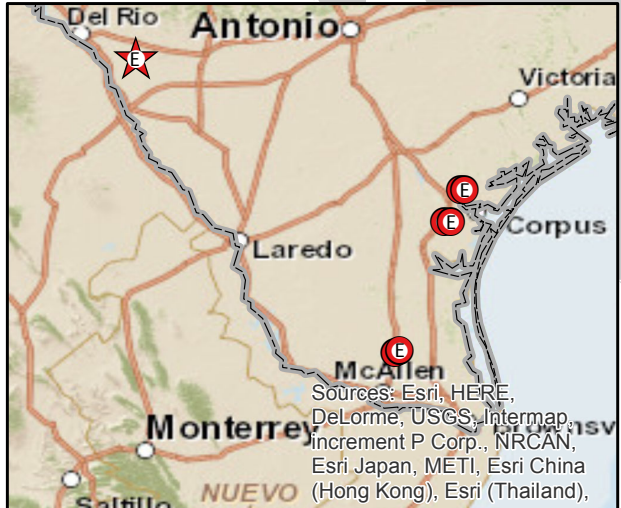 Del Rio
Antonio
E
Victoria
E
E
Corpus
Laredo
E
McAllen
Sources: Esri, HERE,
DeLorme, USGS, Intermap,
increment P Corp., NRCAN,
Esri Japan, METI, Esri China
(Hong Kong), Esri (Thailand),
Monterrey
Saltillo
NUEVO